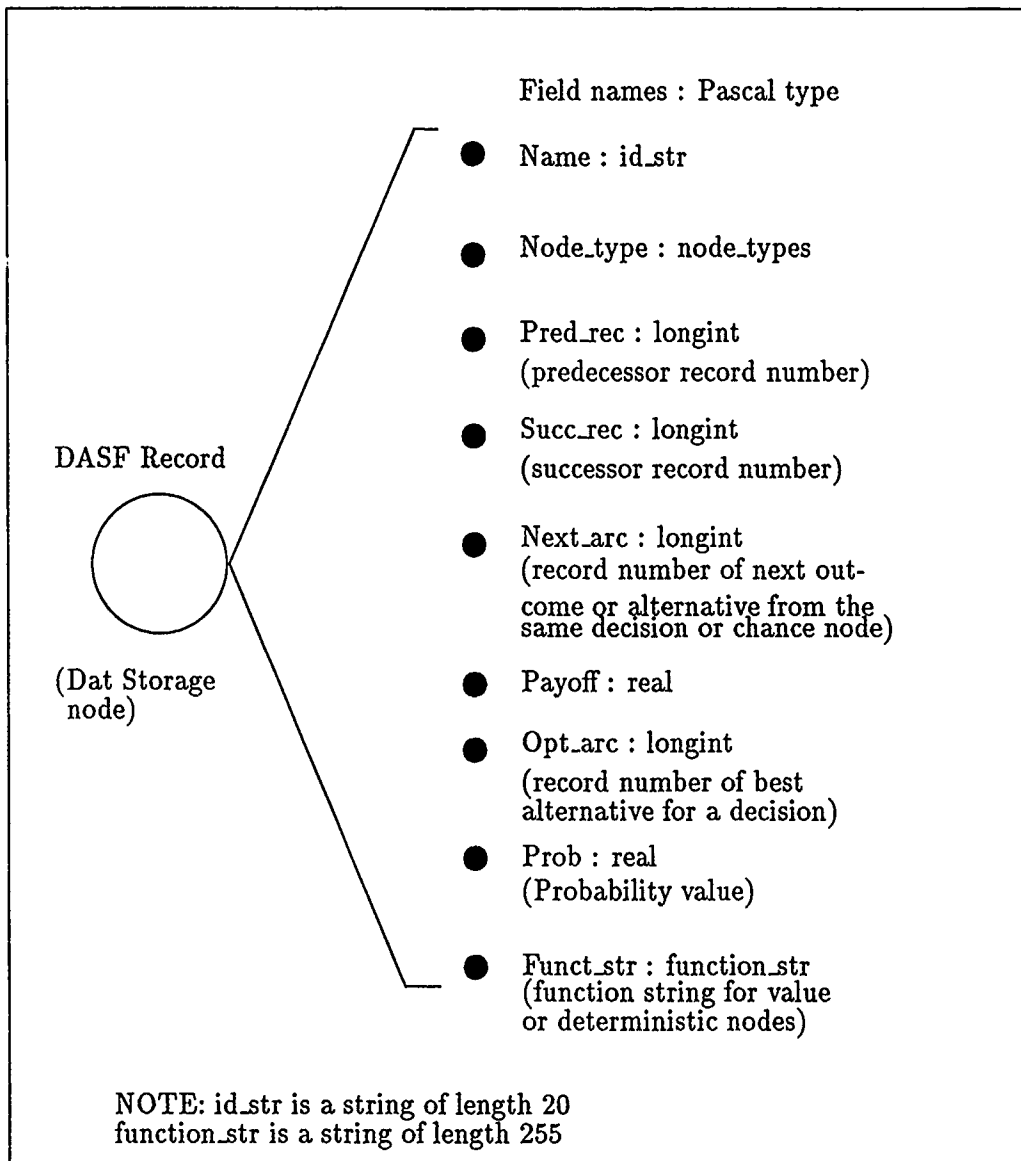 Field names : Pascal type
Name : id_str
Node_type : node_types
Pred_rec : longint
(predecessor record number)
Succ_rec : longint
(successor record number)
Next_arc : longint
(record number of next out-
come or alternative from the
same decision or chance node)
Payoff : real
Opt_arc : longint
(record number of best
alternative for a decision)
Prob : real
(Probability value)
Funct_str : function_str
(function string for value
or deterministic nodes)
DASF Record
(Dat Storage
node)
NOTE: id_str is a string of length 20
function_str is a string of length 255